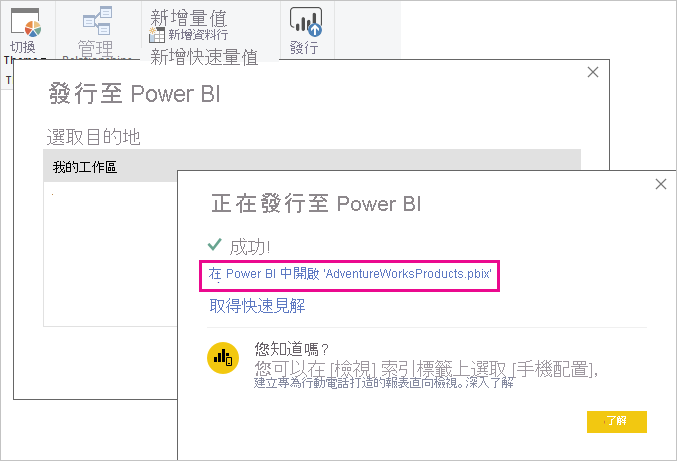 切換
Theme
T
管理
Relationships
新增量值
新增資料行
新增快速量值
發行
發行至 Power BI
選取目的地
我的工作區
正在發行至 Power BI
成功!
在 Power BI 中開啟 'AdventureWorksProducts.pbix'
取得快速見解
您知道嗎?
您可以在 [檢視] 索引標籤上選取 [手機配置],
建立專為行動電話打造的報表直向檢視。深入了解
了解